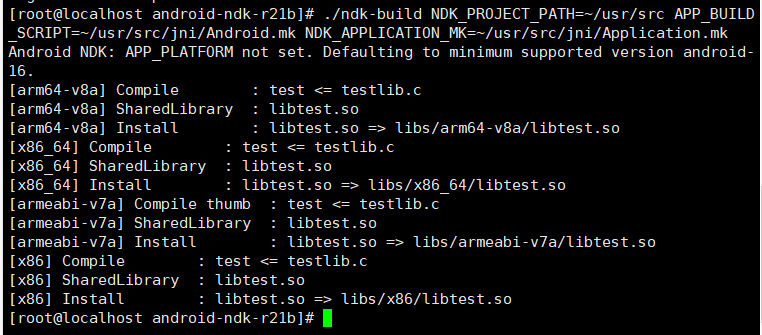 [root@localhost android-ndk-r21b]# ./ndk-build NDK_PROJECT_PATH=~/usr/src APP_BUILD
_SCRIPT=~/usr/src/jni/Android.mk NDK_APPLICATION_MK=~/usr/src/jni/Application.mk
Android NDK: APP_PLATFORM not set. Defaulting to minimum supported version android-
16.
[arm64-v8a] Compile        : test <= testlib.c
[arm64-v8a] SharedLibrary  : libtest.so
[arm64-v8a] Install        : libtest.so => libs/arm64-v8a/libtest.so
[x86_64] Compile        : test <= testlib.c
[x86_64] SharedLibrary  : libtest.so
[x86_64] Install        : libtest.so => libs/x86_64/libtest.so
[armeabi-v7a] Compile thumb  : test <= testlib.c
[armeabi-v7a] SharedLibrary  : libtest.so
[armeabi-v7a] Install        : libtest.so => libs/armeabi-v7a/libtest.so
[x86] Compile        : test <= testlib.c
[x86] SharedLibrary  : libtest.so
[x86] Install        : libtest.so => libs/x86/libtest.so
[root@localhost android-ndk-r21b]#